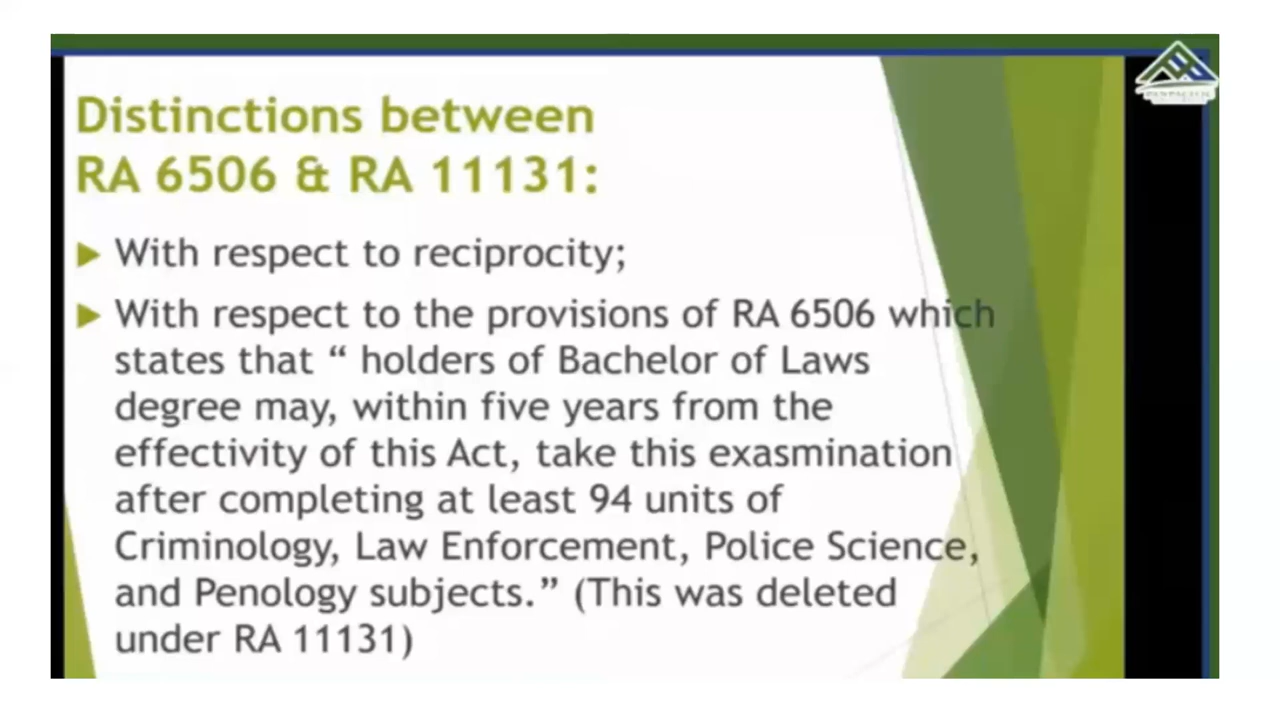 Distinctions between
RA 6506 & RA 11131:
With respect to reciprocity;
With respect to the provisions of RA 6506 which
states that “ holders of Bachelor of Laws
degree may, within five years from the
effectivity of this Act, take this exasmination
after completing at least 94 units of
Criminology, Law Enforcement, Police Science,
and Penology subjects.” (This was deleted
under RA 11131)